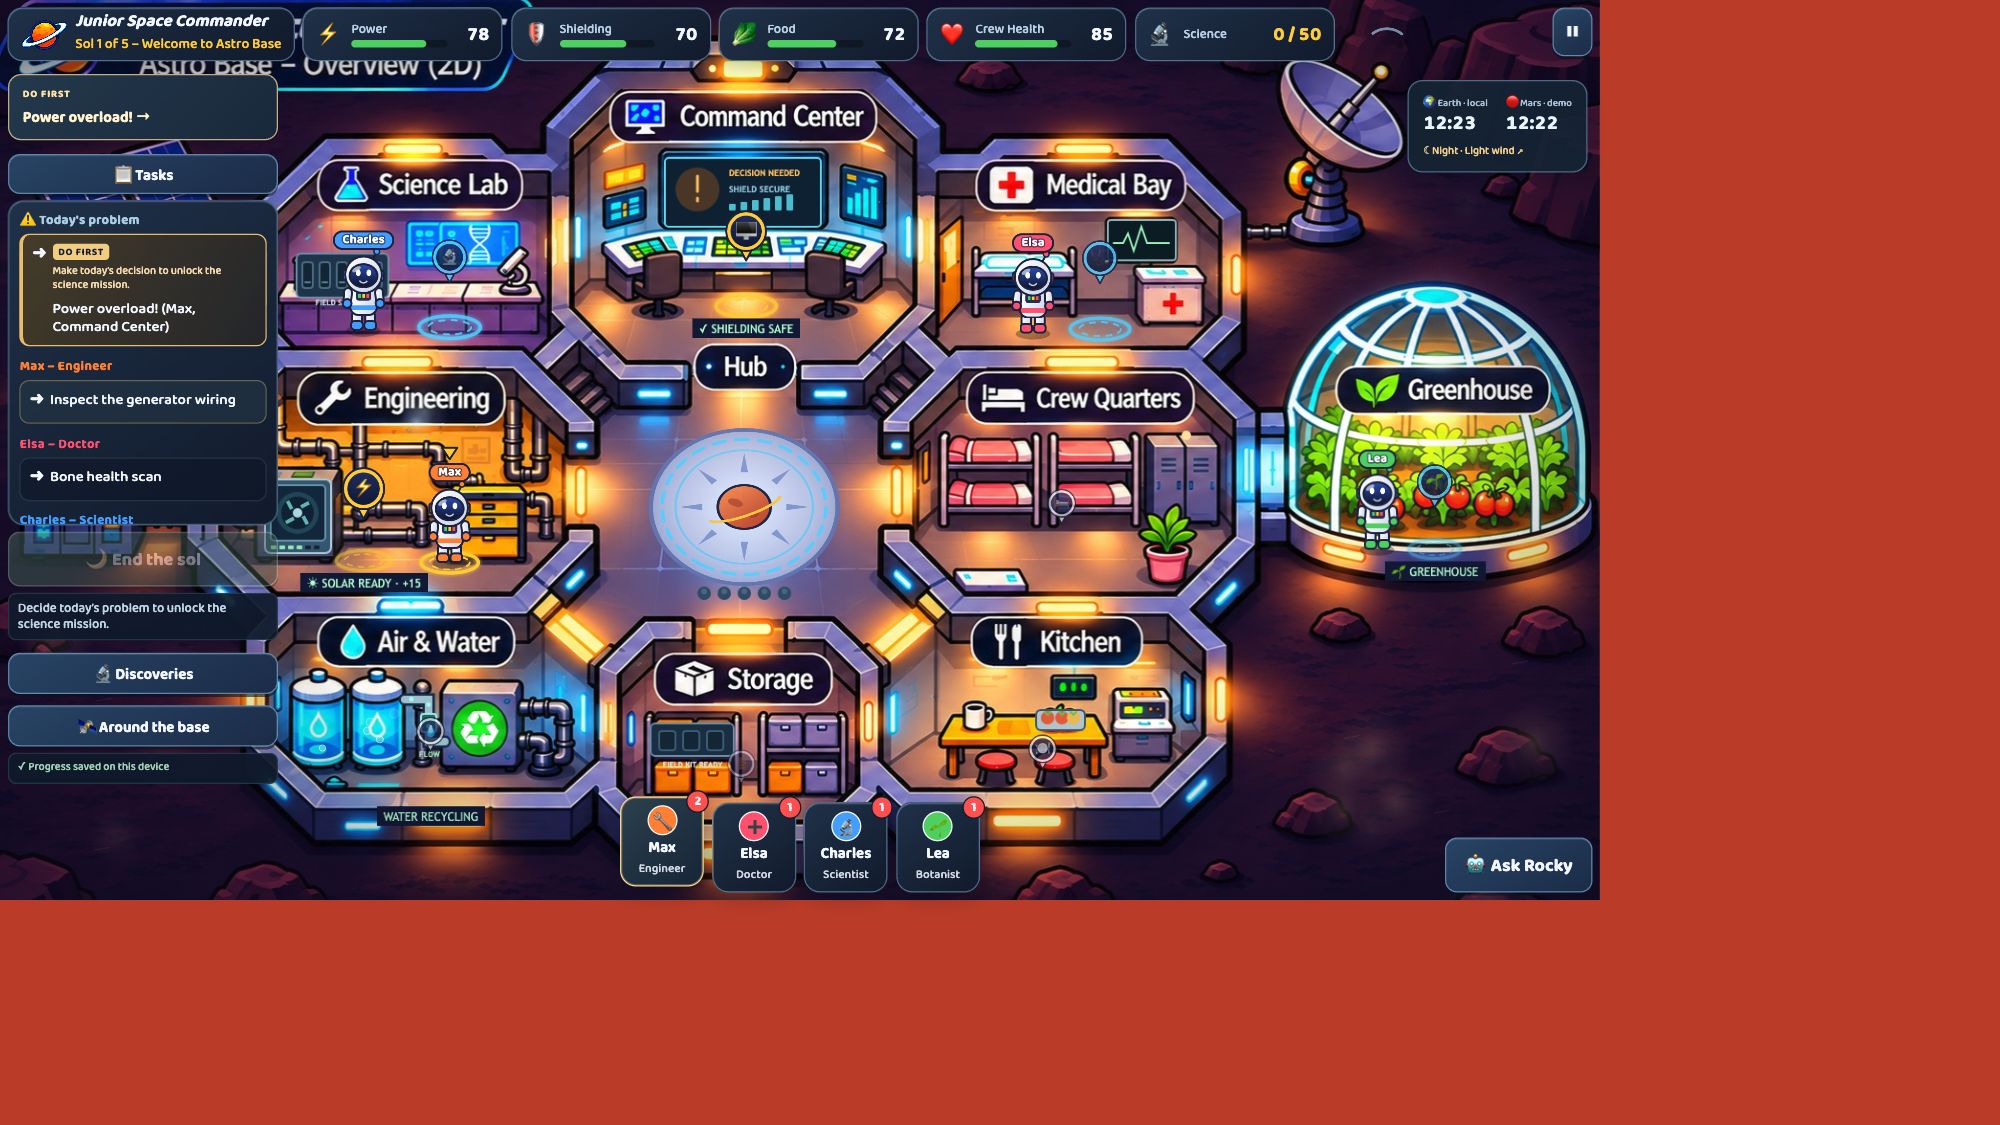 Junior Space Commander
Sol 1 of 5 – Welcome to Astro Base
Power
78
Shielding
70
Food
72
Crew Health
85
Science
0 / 50
Astro Base – Overview (2D)
DO FIRST
Power overload! →
Tasks
Today's problem
DO FIRST
Make today's decision to unlock the
science mission.
Power overload! (Max,
Command Center)
Max – Engineer
Inspect the generator wiring
Elsa – Doctor
Bone health scan
Charles – Scientist
End the sol
Decide today's problem to unlock the
science mission.
Discoveries
Around the base
✓ Progress saved on this device
Earth · local
Mars · demo
12:23
12:22
Night · Light wind ↗
Command Center
DECISION NEEDED
SHIELD SECURE
✓ SHIELDING SAFE
Science Lab
Charles
Medical Bay
Elsa
Hub
Engineering
Max
SOLAR READY · +15
Crew Quarters
Greenhouse
Lea
GREENHOUSE
Air & Water
FLOW
WATER RECYCLING
Storage
FIELD KIT READY
Kitchen
2
Max
Engineer
1
Elsa
Doctor
1
Charles
Scientist
1
Lea
Botanist
Ask Rocky